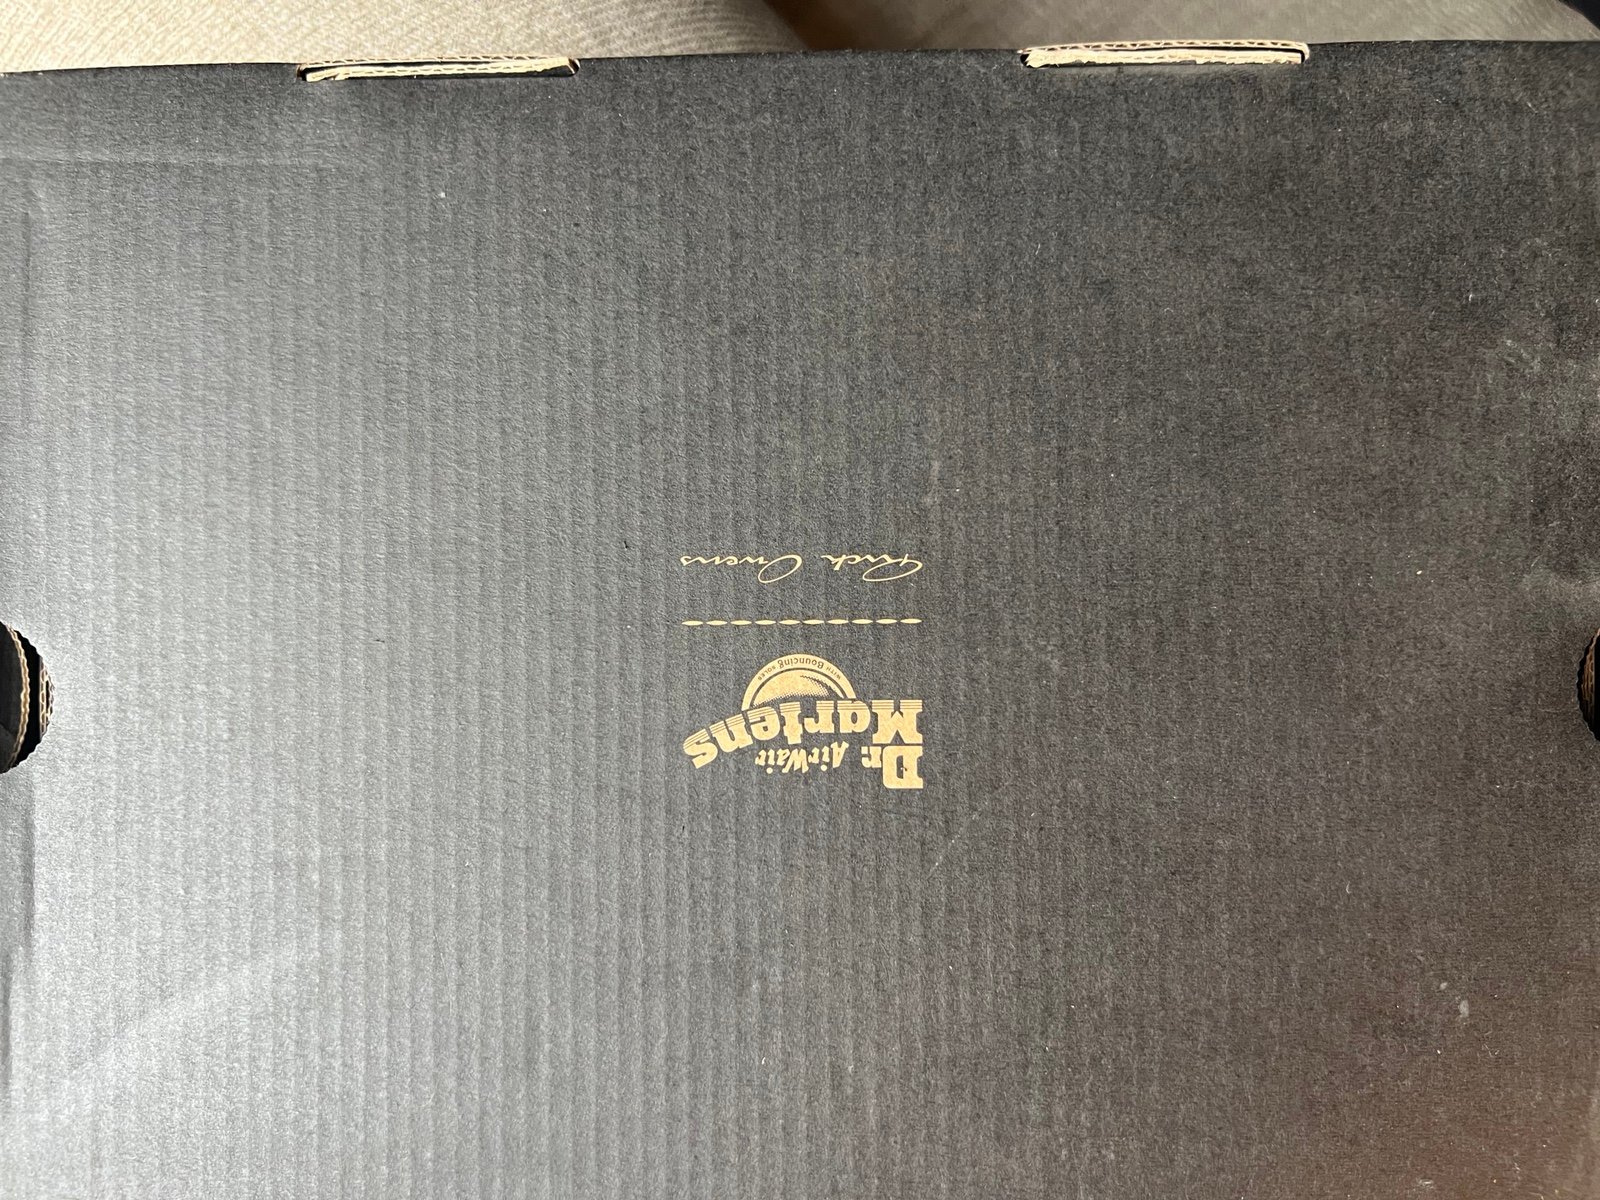 Dr.
AirWair
Martens
WITH Bouncing SOLES
Rick Owens